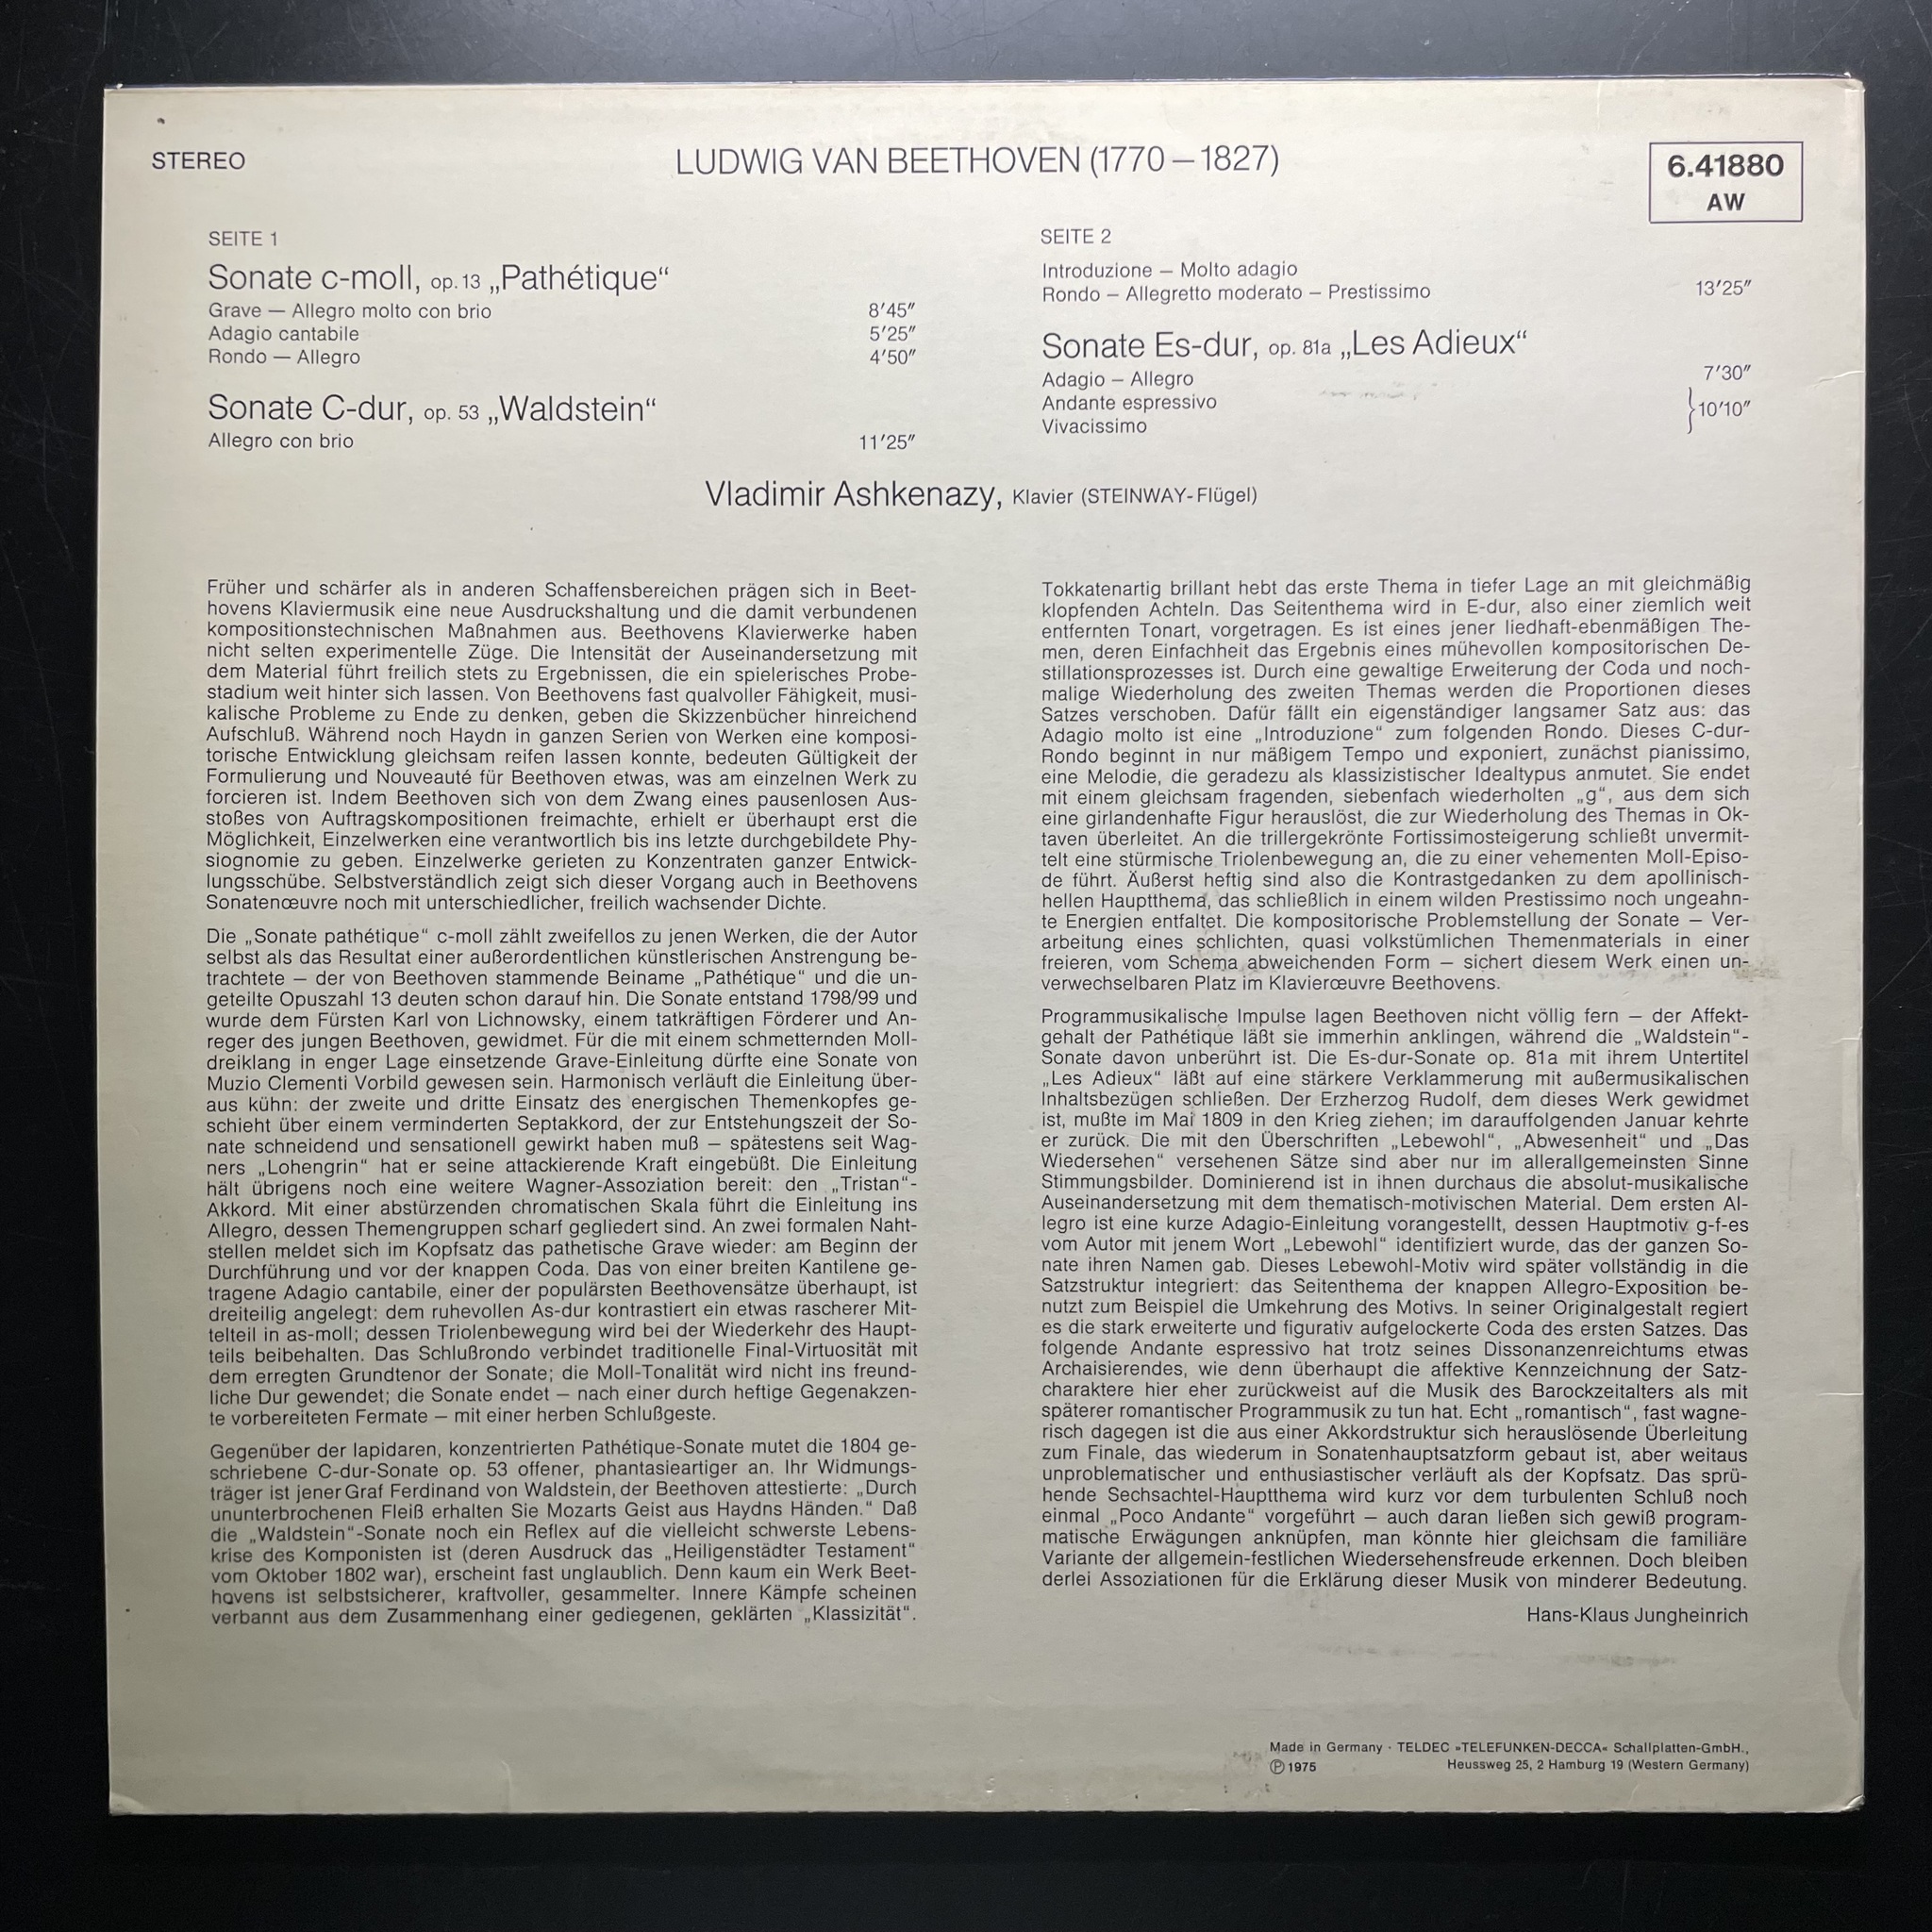 STEREO
LUDWIG VAN BEETHOVEN (1770 – 1827)
6.41880
AW
SEITE 1
Sonate c-moll, op. 13 „Pathétique“
Grave — Allegro molto con brio 8′45″
Adagio cantabile 5′25″
Rondo — Allegro 4′50″
Sonate C-dur, op. 53 „Waldstein“
Allegro con brio 11′25″
SEITE 2
Introduzione – Molto adagio
Rondo – Allegretto moderato – Prestissimo 13′25″
Sonate Es-dur, op. 81a „Les Adieux“
Adagio – Allegro 7′30″
Andante espressivo
Vivacissimo } 10′10″
Vladimir Ashkenazy, Klavier (STEINWAY-Flügel)
Früher und schärfer als in anderen Schaffensbereichen prägen sich in Beet-
hovens Klaviermusik eine neue Ausdruckshaltung und die damit verbundenen
kompositionstechnischen Maßnahmen aus. Beethovens Klavierwerke haben
nicht selten experimentelle Züge. Die Intensität der Auseinandersetzung mit
dem Material führt freilich stets zu Ergebnissen, die ein spielerisches Probe-
stadium weit hinter sich lassen. Von Beethovens fast qualvoller Fähigkeit, musi-
kalische Probleme zu Ende zu denken, geben die Skizzenbücher hinreichend
Aufschluß. Während noch Haydn in ganzen Serien von Werken eine komposi-
torische Entwicklung gleichsam reifen lassen konnte, bedeuten Gültigkeit der
Formulierung und Nouveauté für Beethoven etwas, was am einzelnen Werk zu
forcieren ist. Indem Beethoven sich von dem Zwang eines pausenlosen Aus-
stoßes von Auftragskompositionen freimachte, erhielt er überhaupt erst die
Möglichkeit, Einzelwerken eine verantwortlich bis ins letzte durchgebildete Phy-
siognomie zu geben. Einzelwerke gerieten zu Konzentraten ganzer Entwick-
lungsschübe. Selbstverständlich zeigt sich dieser Vorgang auch in Beethovens
Sonatenœuvre noch mit unterschiedlicher, freilich wachsender Dichte.
Die „Sonate pathétique“ c-moll zählt zweifellos zu jenen Werken, die der Autor
selbst als das Resultat einer außerordentlichen künstlerischen Anstrengung be-
trachtete – der von Beethoven stammende Beiname „Pathétique“ und die un-
geteilte Opuszahl 13 deuten schon darauf hin. Die Sonate entstand 1798/99 und
wurde dem Fürsten Karl von Lichnowsky, einem tatkräftigen Förderer und An-
reger des jungen Beethoven, gewidmet. Für die mit einem schmetternden Moll-
dreiklang in enger Lage einsetzende Grave-Einleitung dürfte eine Sonate von
Muzio Clementi Vorbild gewesen sein. Harmonisch verläuft die Einleitung über-
aus kühn: der zweite und dritte Einsatz des energischen Themenkopfes ge-
schieht über einem verminderten Septakkord, der zur Entstehungszeit der So-
nate schneidend und sensationell gewirkt haben muß – spätestens seit Wag-
ners „Lohengrin“ hat er seine attackierende Kraft eingebüßt. Die Einleitung
hält übrigens noch eine weitere Wagner-Assoziation bereit: den „Tristan“-
Akkord. Mit einer abstürzenden chromatischen Skala führt die Einleitung ins
Allegro, dessen Themengruppen scharf gegliedert sind. An zwei formalen Naht-
stellen meldet sich im Kopfsatz das pathetische Grave wieder: am Beginn der
Durchführung und vor der knappen Coda. Das von einer breiten Kantilene ge-
tragene Adagio cantabile, einer der populärsten Beethovensätze überhaupt, ist
dreiteilig angelegt: dem ruhevollen As-dur kontrastiert ein etwas rascherer Mit-
telteil in as-moll; dessen Triolenbewegung wird bei der Wiederkehr des Haupt-
teils beibehalten. Das Schlußrondo verbindet traditionelle Final-Virtuosität mit
dem erregten Grundtenor der Sonate; die Moll-Tonalität wird nicht ins freund-
liche Dur gewendet; die Sonate endet – nach einer durch heftige Gegenakzen-
te vorbereiteten Fermate – mit einer herben Schlußgeste.
Gegenüber der lapidaren, konzentrierten Pathétique-Sonate mutet die 1804 ge-
schriebene C-dur-Sonate op. 53 offener, phantasieartiger an. Ihr Widmungs-
träger ist jener Graf Ferdinand von Waldstein, der Beethoven attestierte: „Durch
ununterbrochenen Fleiß erhalten Sie Mozarts Geist aus Haydns Händen.“ Daß
die „Waldstein“-Sonate noch ein Reflex auf die vielleicht schwerste Lebens-
krise des Komponisten ist (deren Ausdruck das „Heiligenstädter Testament“
vom Oktober 1802 war), erscheint fast unglaublich. Denn kaum ein Werk Beet-
hovens ist selbstsicherer, kraftvoller, gesammelter. Innere Kämpfe scheinen
verbannt aus dem Zusammenhang einer gediegenen, geklärten „Klassizität“.
Tokkatenartig brillant hebt das erste Thema in tiefer Lage an mit gleichmäßig
klopfenden Achteln. Das Seitenthema wird in E-dur, also einer ziemlich weit
entfernten Tonart, vorgetragen. Es ist eines jener liedhaft-ebenmäßigen The-
men, deren Einfachheit das Ergebnis eines mühevollen kompositorischen De-
stillationsprozesses ist. Durch eine gewaltige Erweiterung der Coda und noch-
malige Wiederholung des zweiten Themas werden die Proportionen dieses
Satzes verschoben. Dafür fällt ein eigenständiger langsamer Satz aus: das
Adagio molto ist eine „Introduzione“ zum folgenden Rondo. Dieses C-dur-
Rondo beginnt in nur mäßigem Tempo und exponiert, zunächst pianissimo,
eine Melodie, die geradezu als klassizistischer Idealtypus anmutet. Sie endet
mit einem gleichsam fragenden, siebenfach wiederholten „g“, aus dem sich
eine girlandenhafte Figur herauslöst, die zur Wiederholung des Themas in Ok-
taven überleitet. An die trillergekrönte Fortissimosteigerung schließt unvermit-
telt eine stürmische Triolenbewegung an, die zu einer vehementen Moll-Episo-
de führt. Äußerst heftig sind also die Kontrastgedanken zu dem apollinisch-
hellen Hauptthema, das schließlich in einem wilden Prestissimo noch ungeahn-
te Energien entfaltet. Die kompositorische Problemstellung der Sonate – Ver-
arbeitung eines schlichten, quasi volkstümlichen Themenmaterials in einer
freieren, vom Schema abweichenden Form – sichert diesem Werk einen un-
verwechselbaren Platz im Klavierœuvre Beethovens.
Programmusikalische Impulse lagen Beethoven nicht völlig fern – der Affekt-
gehalt der Pathétique läßt sie immerhin anklingen, während die „Waldstein“-
Sonate davon unberührt ist. Die Es-dur-Sonate op. 81a mit ihrem Untertitel
„Les Adieux“ läßt auf eine stärkere Verklammerung mit außermusikalischen
Inhaltsbezügen schließen. Der Erzherzog Rudolf, dem dieses Werk gewidmet
ist, mußte im Mai 1809 in den Krieg ziehen; im darauffolgenden Januar kehrte
er zurück. Die mit den Überschriften „Lebewohl“, „Abwesenheit“ und „Das
Wiedersehen“ versehenen Sätze sind aber nur im allerallgemeinsten Sinne
Stimmungsbilder. Dominierend ist in ihnen durchaus die absolut-musikalische
Auseinandersetzung mit dem thematisch-motivischen Material. Dem ersten Al-
legro ist eine kurze Adagio-Einleitung vorangestellt, dessen Hauptmotiv g-f-es
vom Autor mit jenem Wort „Lebewohl“ identifiziert wurde, das der ganzen So-
nate ihren Namen gab. Dieses Lebewohl-Motiv wird später vollständig in die
Satzstruktur integriert: das Seitenthema der knappen Allegro-Exposition be-
nutzt zum Beispiel die Umkehrung des Motivs. In seiner Originalgestalt regiert
es die stark erweiterte und figurativ aufgelockerte Coda des ersten Satzes. Das
folgende Andante espressivo hat trotz seines Dissonanzenreichtums etwas
Archaisierendes, wie denn überhaupt die affektive Kennzeichnung der Satz-
charaktere hier eher zurückweist auf die Musik des Barockzeitalters als mit
späterer romantischer Programmusik zu tun hat. Echt „romantisch“, fast wagne-
risch dagegen ist die aus einer Akkordstruktur sich herauslösende Überleitung
zum Finale, das wiederum in Sonatenhauptsatzform gebaut ist, aber weitaus
unproblematischer und enthusiastischer verläuft als der Kopfsatz. Das sprü-
hende Sechsachtel-Hauptthema wird kurz vor dem turbulenten Schluß noch
einmal „Poco Andante“ vorgeführt – auch daran ließen sich gewiß program-
matische Erwägungen anknüpfen, man könnte hier gleichsam die familiäre
Variante der allgemein-festlichen Wiedersehensfreude erkennen. Doch bleiben
derlei Assoziationen für die Erklärung dieser Musik von minderer Bedeutung.
Hans-Klaus Jungheinrich
Made in Germany · TELDEC »TELEFUNKEN-DECCA« Schallplatten-GmbH.,
Ⓟ 1975 Heussweg 25, 2 Hamburg 19 (Western Germany)